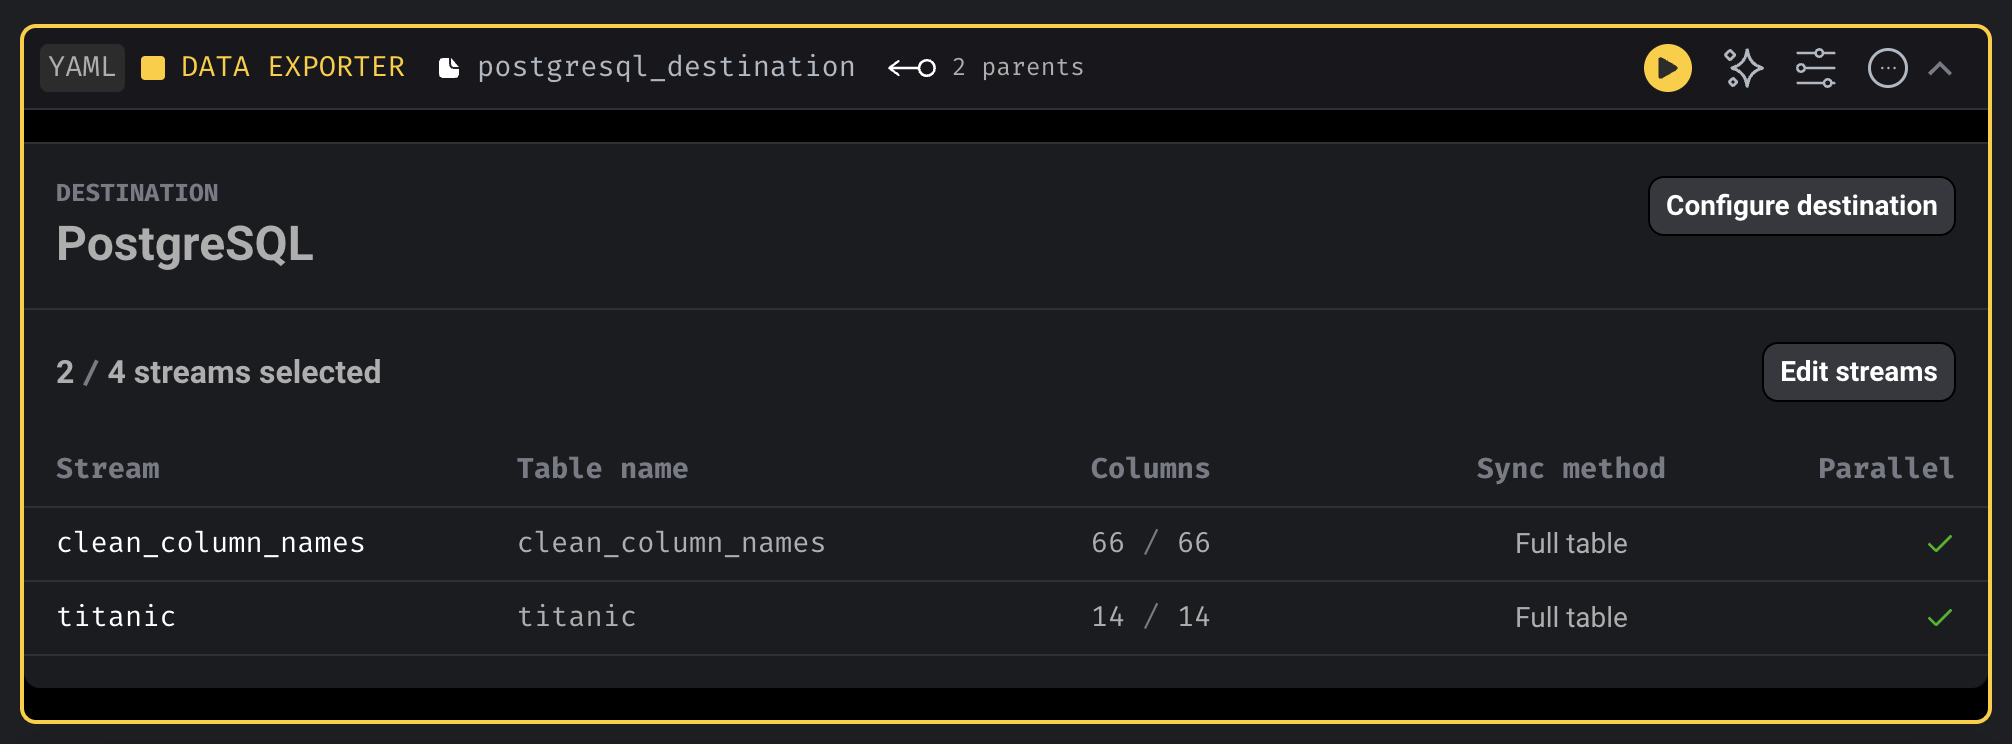 YAML DATA EXPORTER postgresql_destination 2 parents
DESTINATION
Configure destination
PostgreSQL
2 / 4 streams selected
Edit streams
Stream Table name Columns Sync method Parallel
clean_column_names clean_column_names 66 / 66 Full table
titanic titanic 14 / 14 Full table